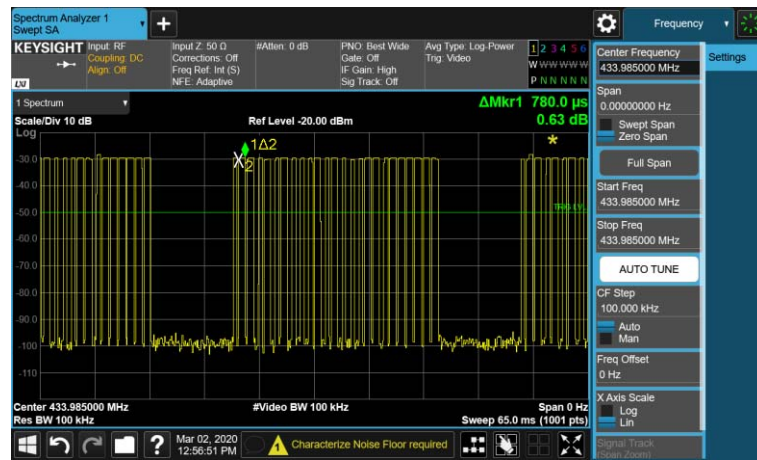 Spectrum Analyzer 1
Swept SA
+
Frequency
KEYSIGHT
Input: RF
Coupling: DC
Align: Off
Input Z: 50 Ω
Corrections: Off
Freq Ref: Int (S)
NFE: Adaptive
#Atten: 0 dB
PNO: Best Wide
Gate: Off
IF Gain: High
Sig Track: Off
Avg Type: Log-Power
Trig: Video
1 2 3 4 5 6
W W W W W W
P N N N N N
LXI
1 Spectrum
ΔMkr1 780.0 µs
0.63 dB
Scale/Div 10 dB
Ref Level -20.00 dBm
Log
1Δ2
X2
-30.0
-40.0
-50.0
-60.0
-70.0
-80.0
-90.0
-100
-110
Center 433.985000 MHz
Res BW 100 kHz
#Video BW 100 kHz
Span 0 Hz
Sweep 65.0 ms (1001 pts)
Center Frequency
433.985000 MHz
Settings
Span
0.00000000 Hz
Swept Span
Zero Span
Full Span
Start Freq
433.985000 MHz
Stop Freq
433.985000 MHz
AUTO TUNE
CF Step
100.000 kHz
Auto
Man
Freq Offset
0 Hz
X Axis Scale
Log
Lin
Signal Track
(Span Zoom)
?
Mar 02, 2020
12:56:51 PM
1
Characterize Noise Floor required